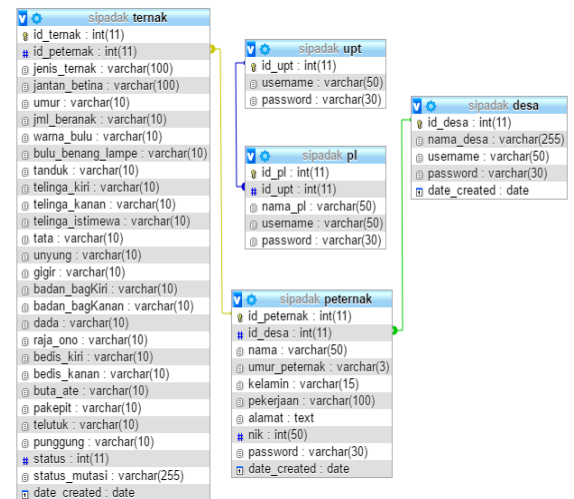 sipadak ternak
id_ternak : int(11)
id_peternak : int(11)
jenis_ternak : varchar(100)
jantan_betina : varchar(100)
umur : varchar(10)
jml_beranak : varchar(10)
warna_bulu : varchar(10)
bulu_benang_lampe : varchar(10)
tanduk : varchar(10)
telinga_kiri : varchar(10)
telinga_kanan : varchar(10)
telinga_istimewa : varchar(10)
tata : varchar(10)
unyung : varchar(10)
gigir : varchar(10)
badan_bagKiri : varchar(10)
badan_bagKanan : varchar(10)
dada : varchar(10)
raja_ono : varchar(10)
bedis_kiri : varchar(10)
bedis_kanan : varchar(10)
buta_ate : varchar(10)
pakepit : varchar(10)
telutuk : varchar(10)
punggung : varchar(10)
status : int(11)
status_mutasi : varchar(255)
date_created : date
sipadak upt
id_upt : int(11)
username : varchar(50)
password : varchar(30)
sipadak pl
id_pl : int(11)
id_upt : int(11)
nama_pl : varchar(50)
username : varchar(50)
password : varchar(30)
sipadak desa
id_desa : int(11)
nama_desa : varchar(255)
username : varchar(50)
password : varchar(30)
date_created : date
sipadak peternak
id_peternak : int(11)
id_desa : int(11)
nama : varchar(50)
umur_peternak : varchar(3)
kelamin : varchar(15)
pekerjaan : varchar(100)
alamat : text
nik : int(50)
password : varchar(30)
date_created : date